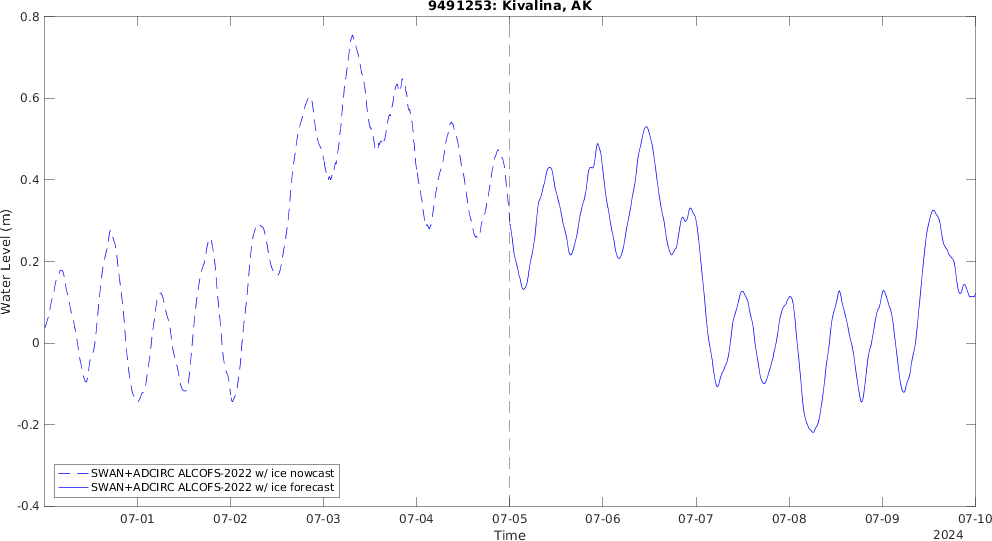 9491253: Kivalina, AK
0.8
0.6
0.4
0.2
0
-0.2
-0.4
Water Level (m)
SWAN+ADCIRC ALCOFS-2022 w/ ice nowcast
SWAN+ADCIRC ALCOFS-2022 w/ ice forecast
07-01 07-02 07-03 07-04 07-05 07-06 07-07 07-08 07-09 07-10
Time
2024